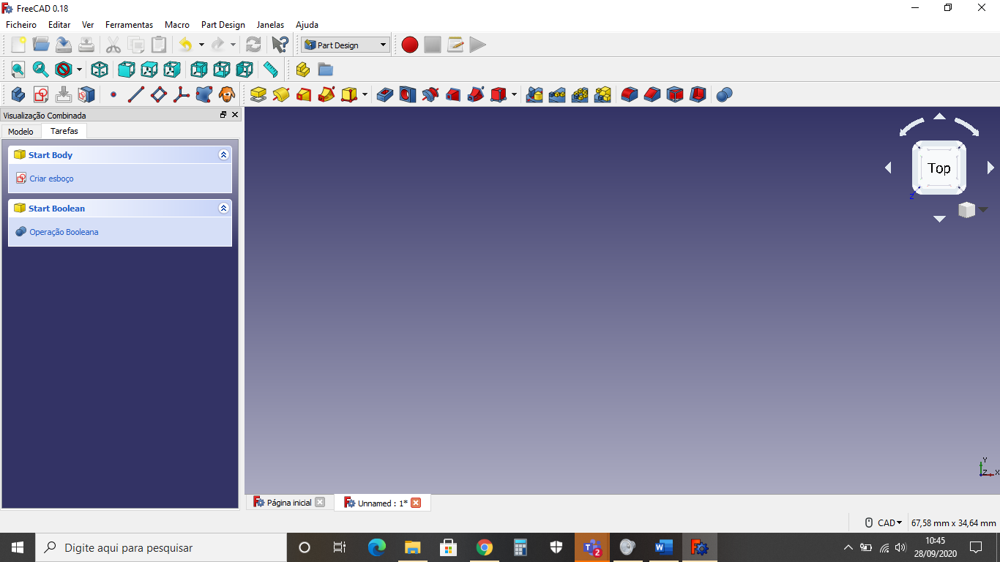 FreeCAD 0.18
Ficheiro Editar Ver Ferramentas Macro Part Design Janelas Ajuda
Part Design
Visualização Combinada
Modelo Tarefas
Start Body
Criar esboço
Start Boolean
Operação Booleana
Top
Z
Y
Z X
Página inicial Unnamed : 1*
CAD 67,58 mm x 34,64 mm
Digite aqui para pesquisar
2
10:45
28/09/2020